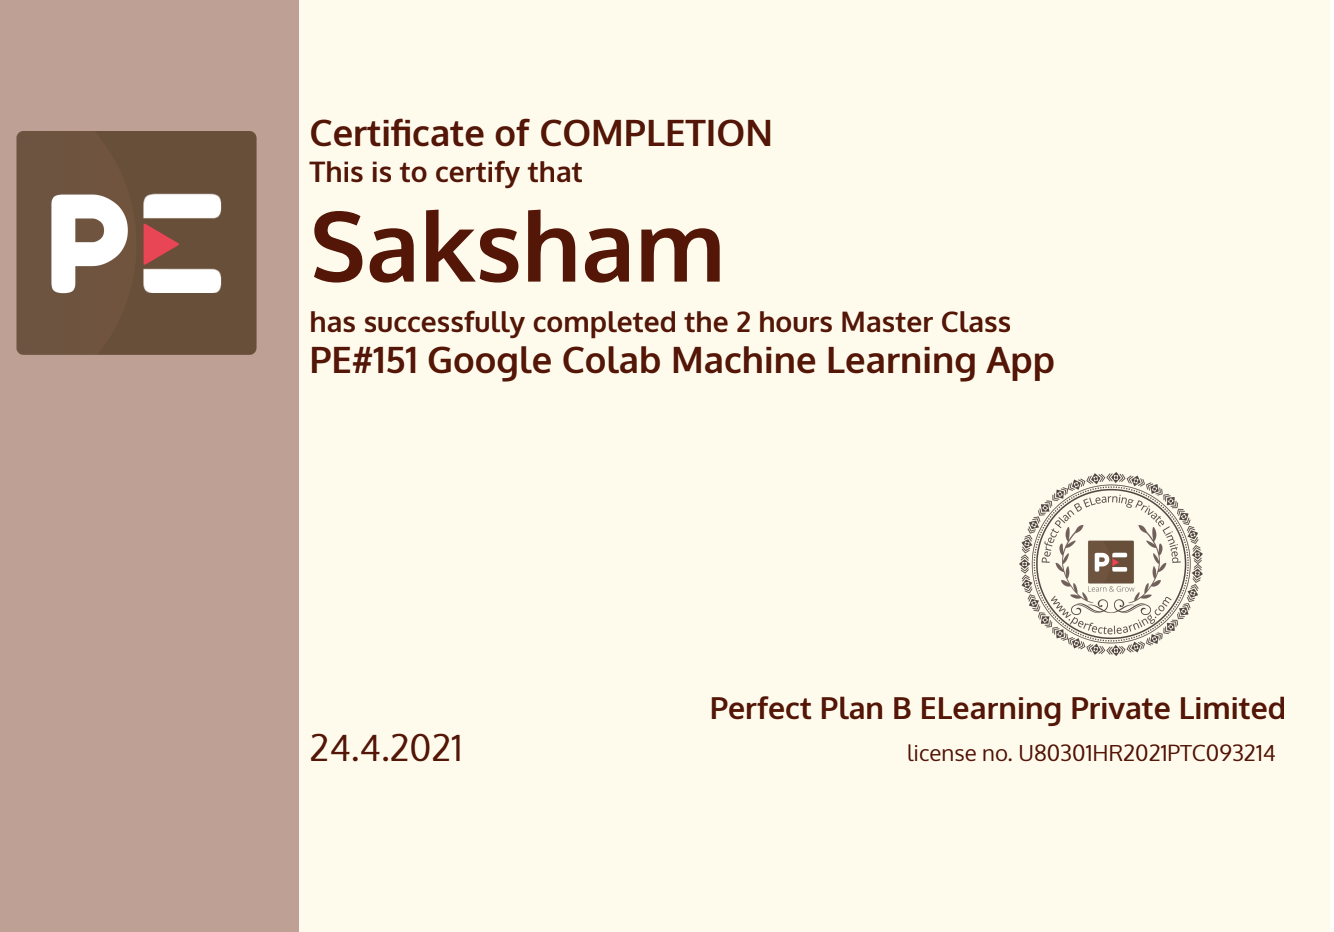 PE
Certificate of COMPLETION
This is to certify that
Saksham
has successfully completed the 2 hours Master Class
PE#151 Google Colab Machine Learning App
Perfect Plan B ELearning Private Limited
PE
Learn & Grow
www.perfectelearning.com
Perfect Plan B ELearning Private Limited
24.4.2021
license no. U80301HR2021PTC093214